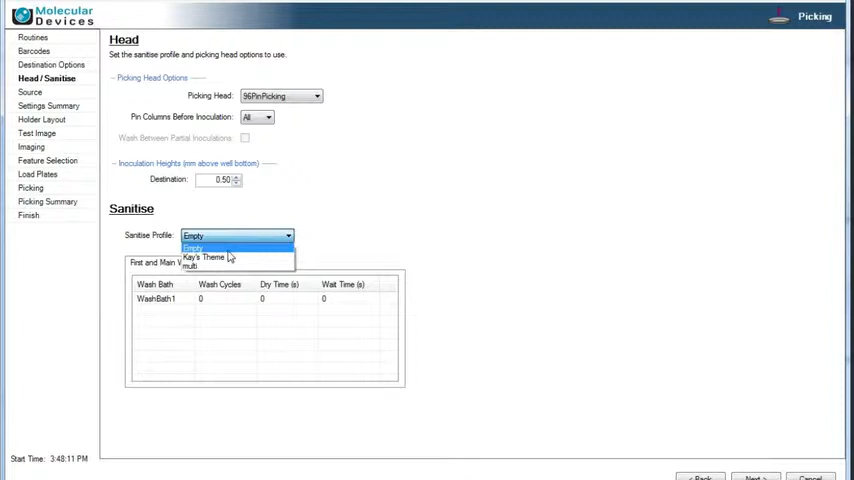 Molecular
Devices
Picking
Routines
Barcodes
Destination Options
Head / Sanitise
Source
Settings Summary
Holder Layout
Test Image
Imaging
Feature Selection
Load Plates
Picking
Picking Summary
Finish
Start Time: 3:48:11 PM
Head
Set the sanitise profile and picking head options to use.
Picking Head Options
Picking Head: 96PinPicking
Pin Columns Before Inoculation: All
Wash Between Partial Inoculations:
Inoculation Heights (mm above well bottom)
Destination: 0.50
Sanitise
Sanitise Profile: Empty
Empty
Kay's Theme
multi
First and Main W
Wash Bath Wash Cycles Dry Time (s) Wait Time (s)
WashBath1 0 0 0
< Back Next > Cancel